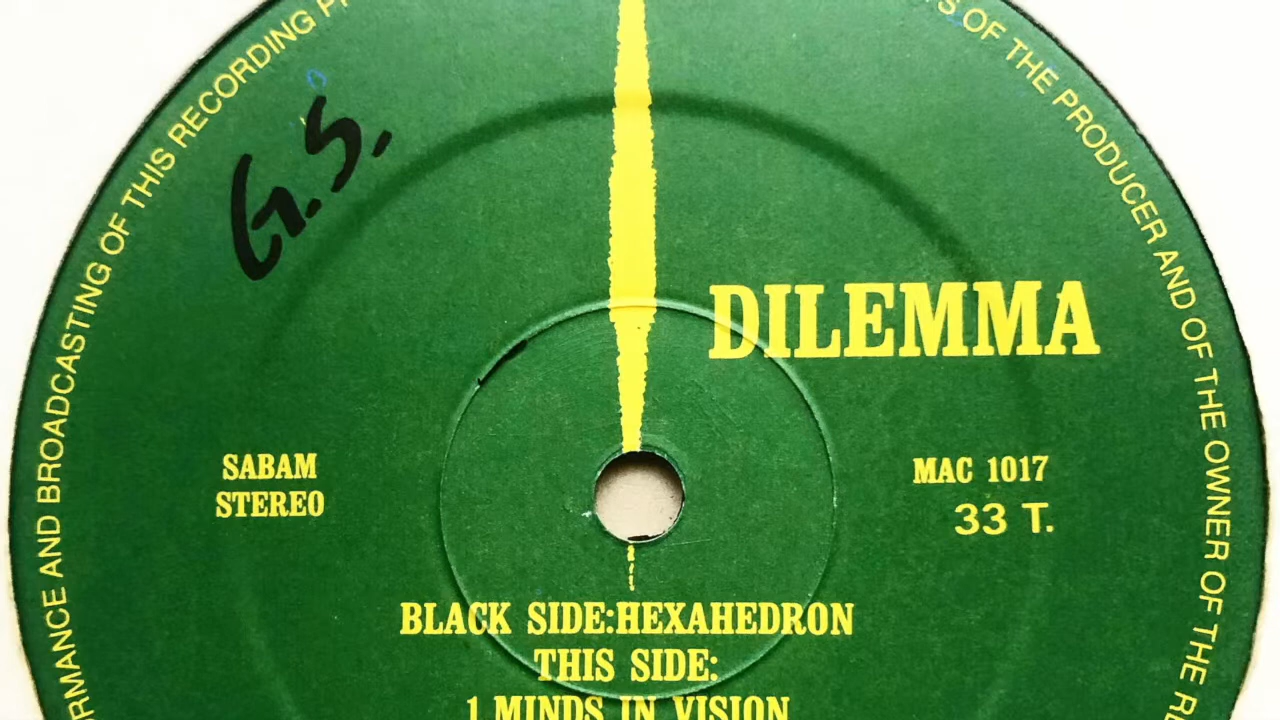 RMANCE AND BROADCASTING OF THIS RECORDING
OF THE PRODUCER AND OF THE OWNER OF THE RE
G.S.
DILEMMA
SABAM
STEREO
MAC 1017
33 T.
BLACK SIDE:HEXAHEDRON
THIS SIDE:
1 MINDS IN VISION